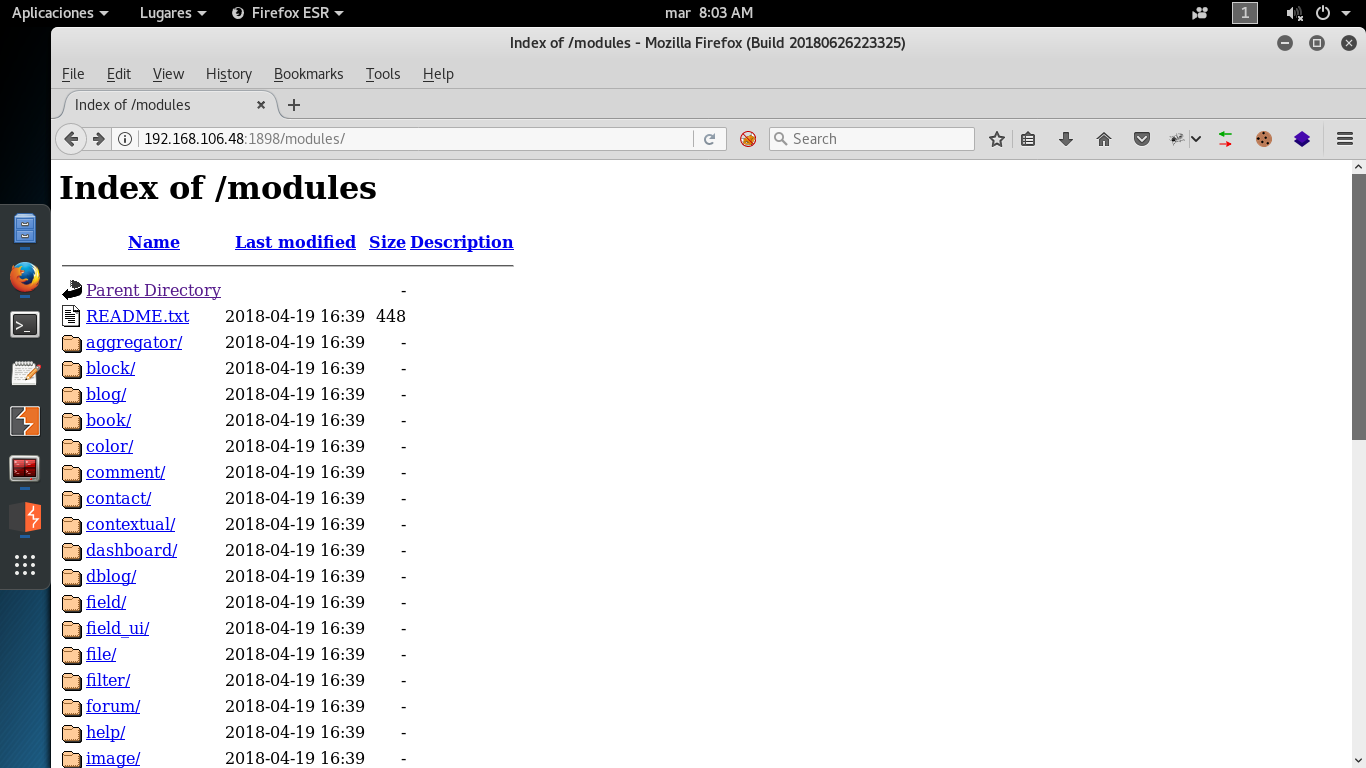 Aplicaciones Lugares Firefox ESR mar 8:03 AM 1
Index of /modules - Mozilla Firefox (Build 20180626223325)
File Edit View History Bookmarks Tools Help
Index of /modules
192.168.106.48:1898/modules/ Search
Index of /modules
Name Last modified Size Description
Parent Directory -
README.txt 2018-04-19 16:39 448
aggregator/ 2018-04-19 16:39 -
block/ 2018-04-19 16:39 -
blog/ 2018-04-19 16:39 -
book/ 2018-04-19 16:39 -
color/ 2018-04-19 16:39 -
comment/ 2018-04-19 16:39 -
contact/ 2018-04-19 16:39 -
contextual/ 2018-04-19 16:39 -
dashboard/ 2018-04-19 16:39 -
dblog/ 2018-04-19 16:39 -
field/ 2018-04-19 16:39 -
field_ui/ 2018-04-19 16:39 -
file/ 2018-04-19 16:39 -
filter/ 2018-04-19 16:39 -
forum/ 2018-04-19 16:39 -
help/ 2018-04-19 16:39 -
image/ 2018-04-19 16:39 -